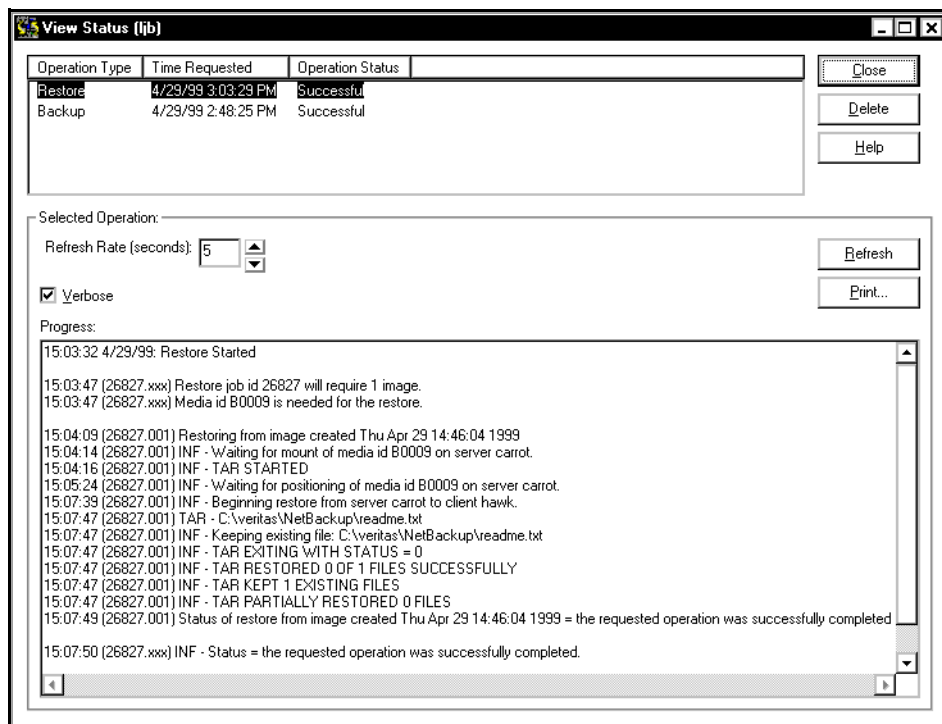 View Status (ljb)
Operation Type Time Requested Operation Status
Restore 4/29/99 3:03:29 PM Successful
Backup 4/29/99 2:48:25 PM Successful
Close
Delete
Help
Selected Operation:
Refresh Rate (seconds): 5
Refresh
Verbose
Print...
Progress:
15:03:32 4/29/99: Restore Started
15:03:47 (26827.xxx) Restore job id 26827 will require 1 image.
15:03:47 (26827.xxx) Media id B0009 is needed for the restore.
15:04:09 (26827.001) Restoring from image created Thu Apr 29 14:46:04 1999
15:04:14 (26827.001) INF - Waiting for mount of media id B0009 on server carrot.
15:04:16 (26827.001) INF - TAR STARTED
15:05:24 (26827.001) INF - Waiting for positioning of media id B0009 on server carrot.
15:07:39 (26827.001) INF - Beginning restore from server carrot to client hawk.
15:07:47 (26827.001) TAR - C:\veritas\NetBackup\readme.txt
15:07:47 (26827.001) INF - Keeping existing file: C:\veritas\NetBackup\readme.txt
15:07:47 (26827.001) INF - TAR EXITING WITH STATUS = 0
15:07:47 (26827.001) INF - TAR RESTORED 0 OF 1 FILES SUCCESSFULLY
15:07:47 (26827.001) INF - TAR KEPT 1 EXISTING FILES
15:07:47 (26827.001) INF - TAR PARTIALLY RESTORED 0 FILES
15:07:49 (26827.001) Status of restore from image created Thu Apr 29 14:46:04 1999 = the requested operation was successfully completed
15:07:50 (26827.xxx) INF - Status = the requested operation was successfully completed.